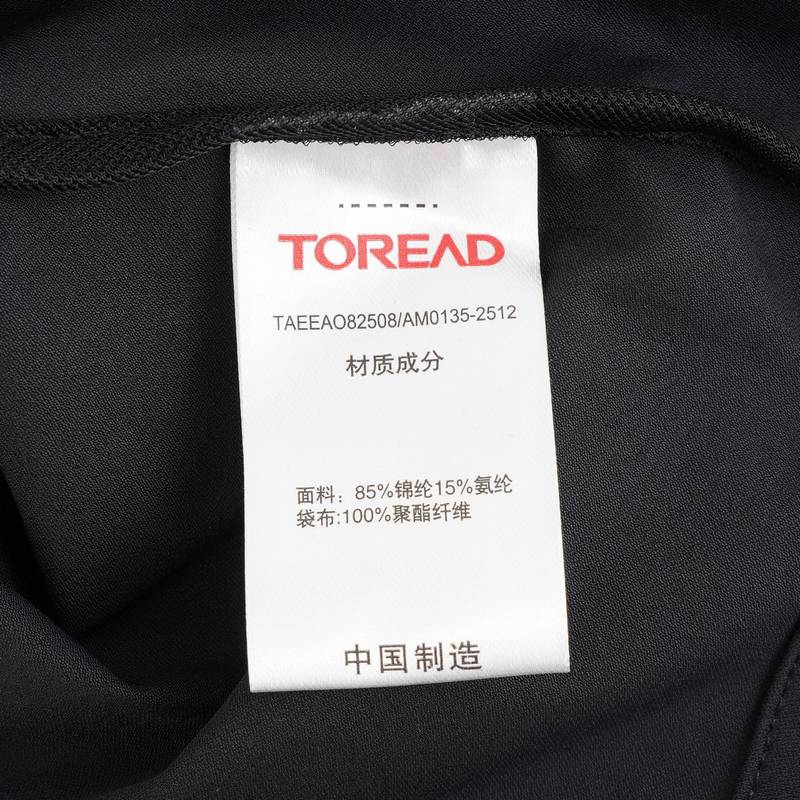 TOREAD
TAEEAO82508/AM0135-2512
材质成分
面料：85%锦纶15%氨纶
袋布:100%聚酯纤维
中国制造